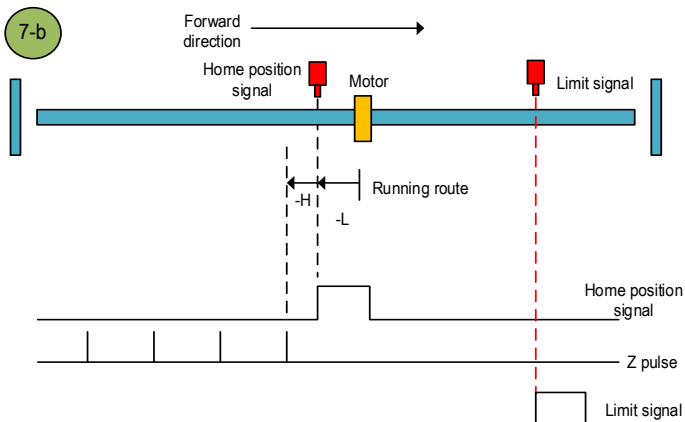 7-b
Forward
direction
Home position
signal
Motor
Limit signal
Running route
-H
-L
Home position
signal
Z pulse
Limit signal